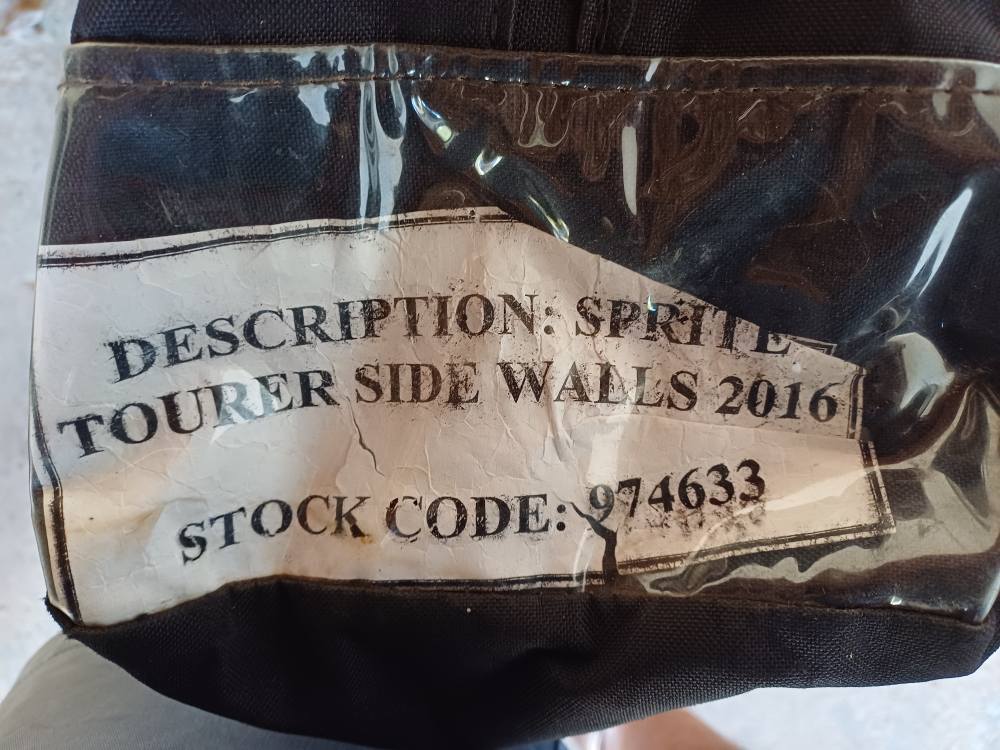 DESCRIPTION: SPRITE
TOURER SIDE WALLS 2016
STOCK CODE: 974633